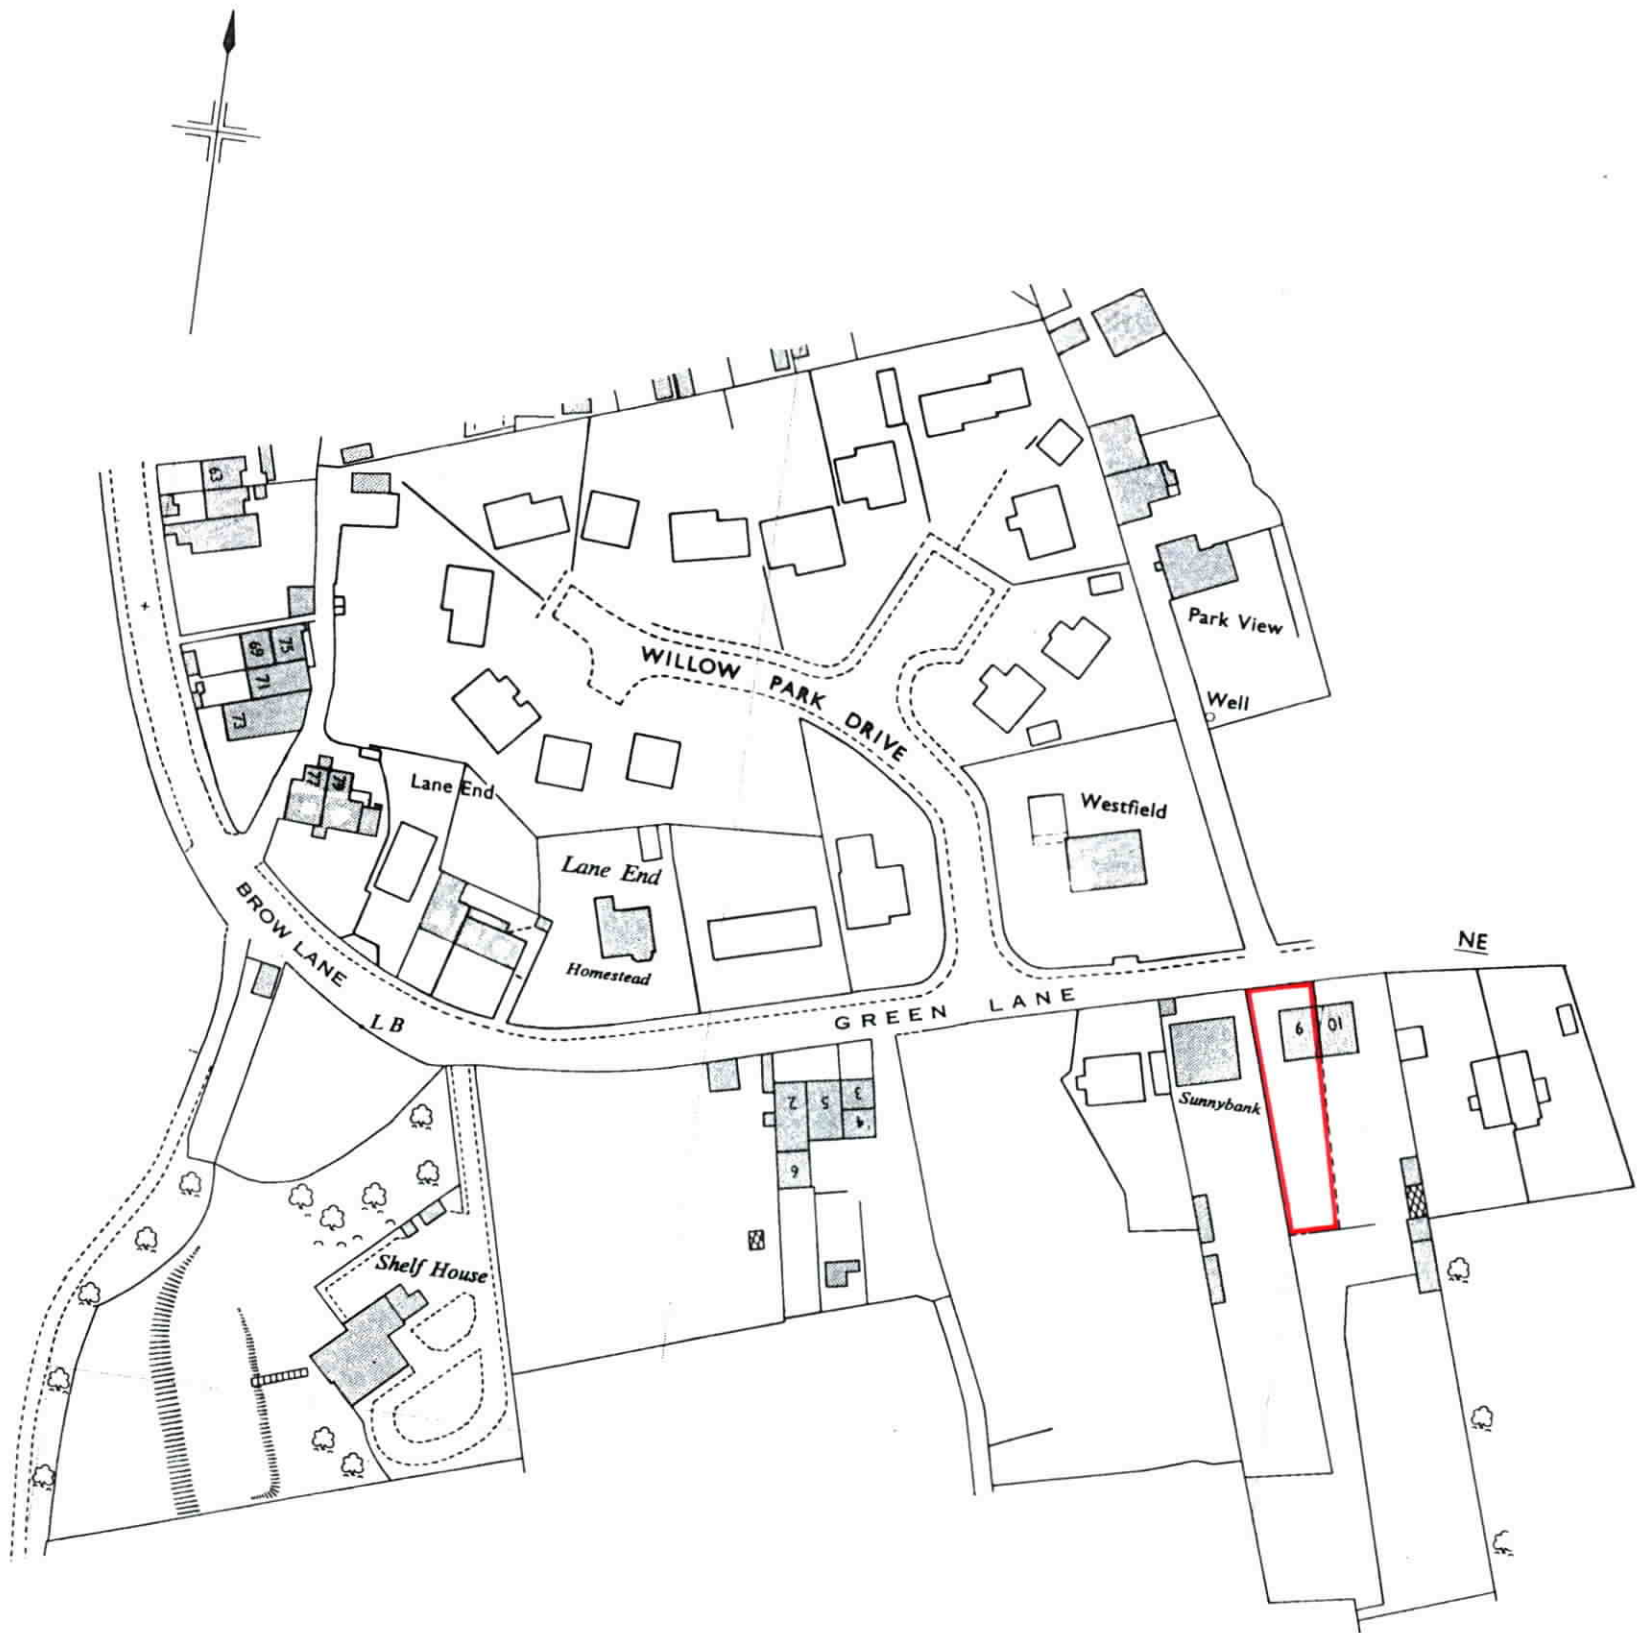 63
69
75
71
73
77
79
Lane End
WILLOW PARK DRIVE
Park View
Well
Westfield
Lane End
Homestead
BROW LANE
L B
GREEN LANE
NE
9
10
Sunnybank
2
5
3
4
6
Shelf House